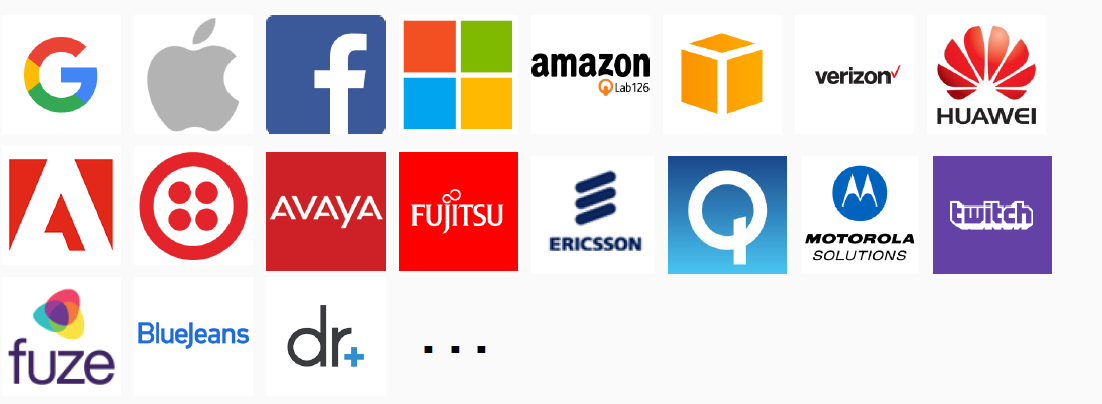 G
f
amazon
Lab126
verizon
HUAWEI
A
AVAYA
FUJITSU
ERICSSON
Q
M
MOTOROLA
SOLUTIONS
twitch
fuze
BlueJeans
dr+
...